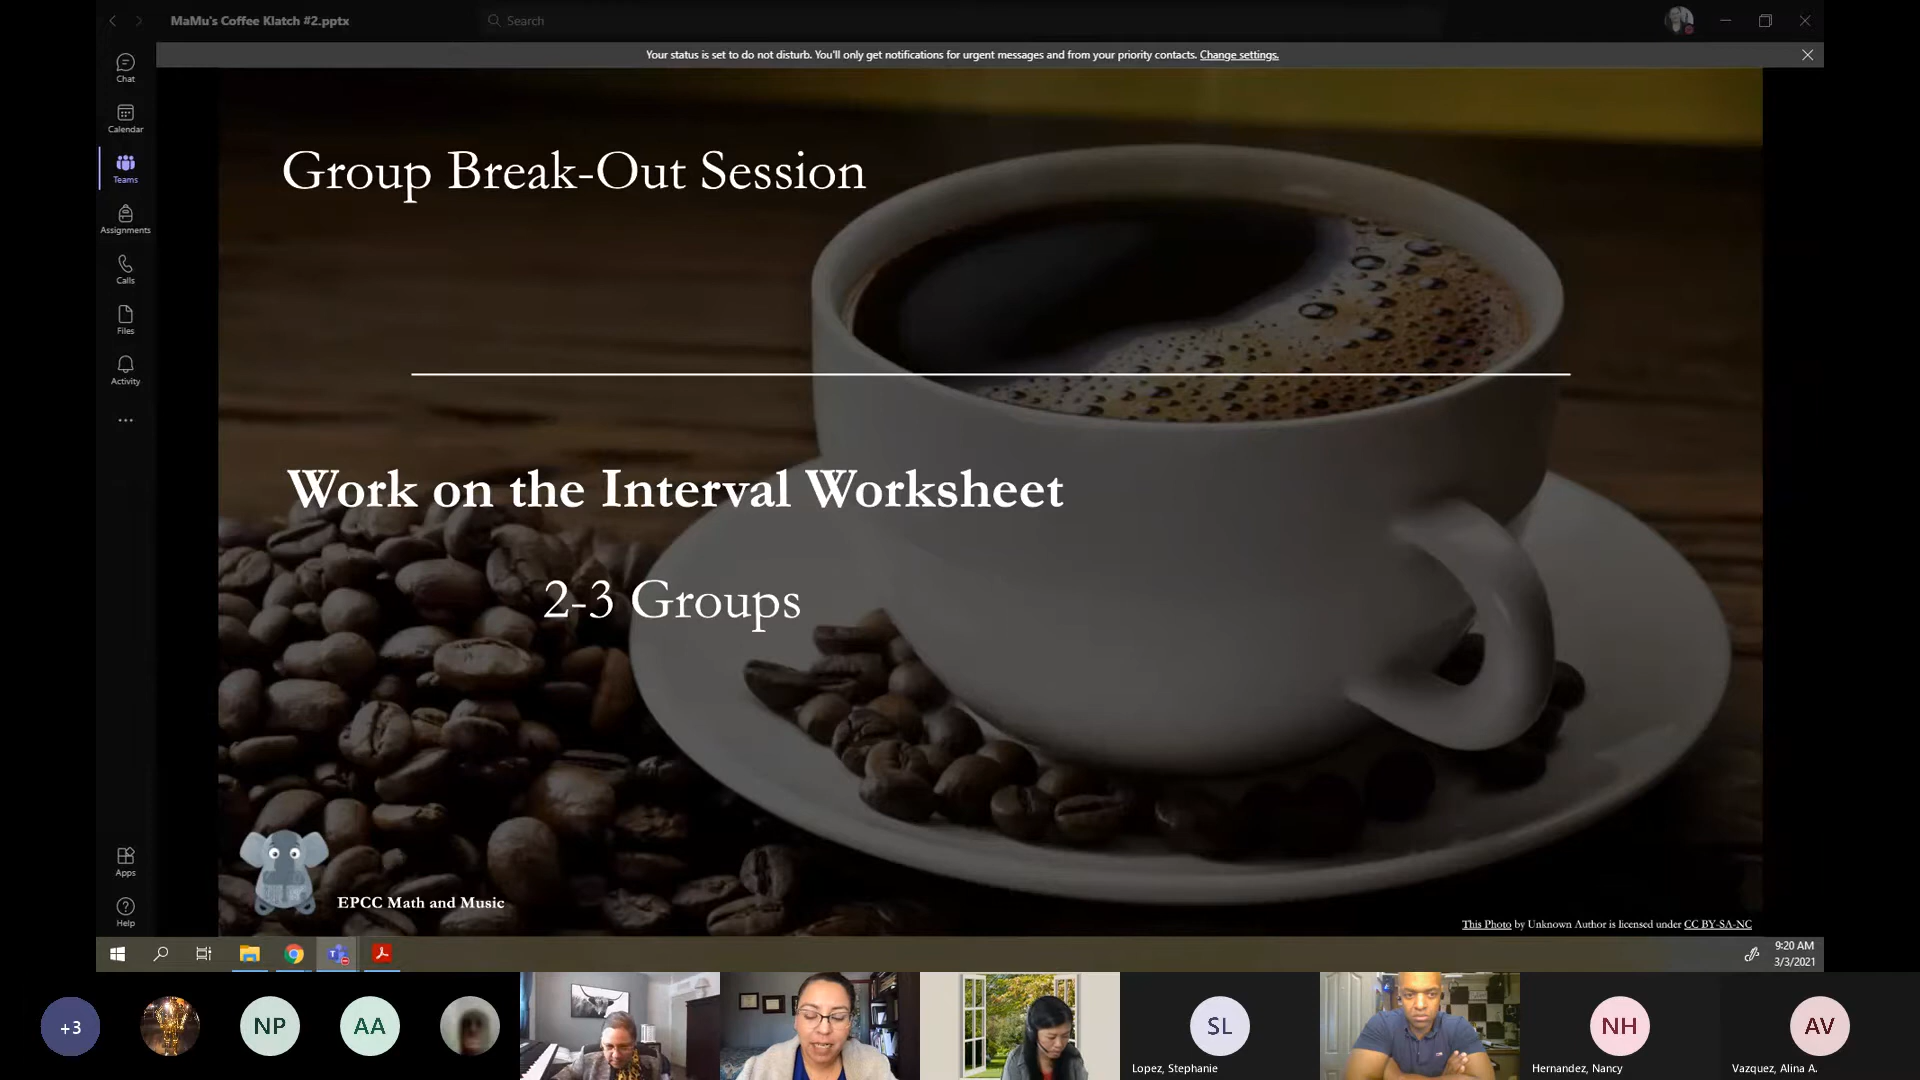 MaMu's Coffee Klatch #2.pptx
Search
Your status is set to do not disturb. You'll only get notifications for urgent messages and from your priority contacts. Change settings.
Chat
Calendar
Teams
Assignments
Calls
Files
Activity
Apps
Help
Group Break-Out Session
Work on the Interval Worksheet
2-3 Groups
EPCC Math and Music
This Photo by Unknown Author is licensed under CC BY-SA-NC
9:20 AM
3/3/2021
+3
NP
AA
SL
Lopez, Stephanie
NH
Hernandez, Nancy
AV
Vazquez, Alina A.